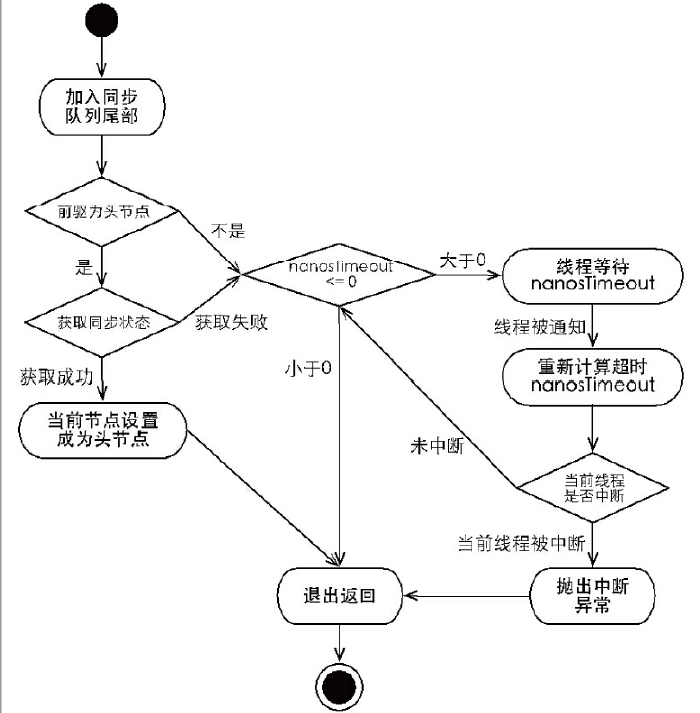 加入同步
队列尾部
前驱为头节点
不是
是
获取同步状态
获取失败
获取成功
当前节点设置
成为头节点
nanosTimeout
<= 0
大于0
线程等待
nanosTimeout
线程被通知
重新计算超时
nanosTimeout
小于0
未中断
当前线程
是否中断
当前线程被中断
抛出中断
异常
退出返回